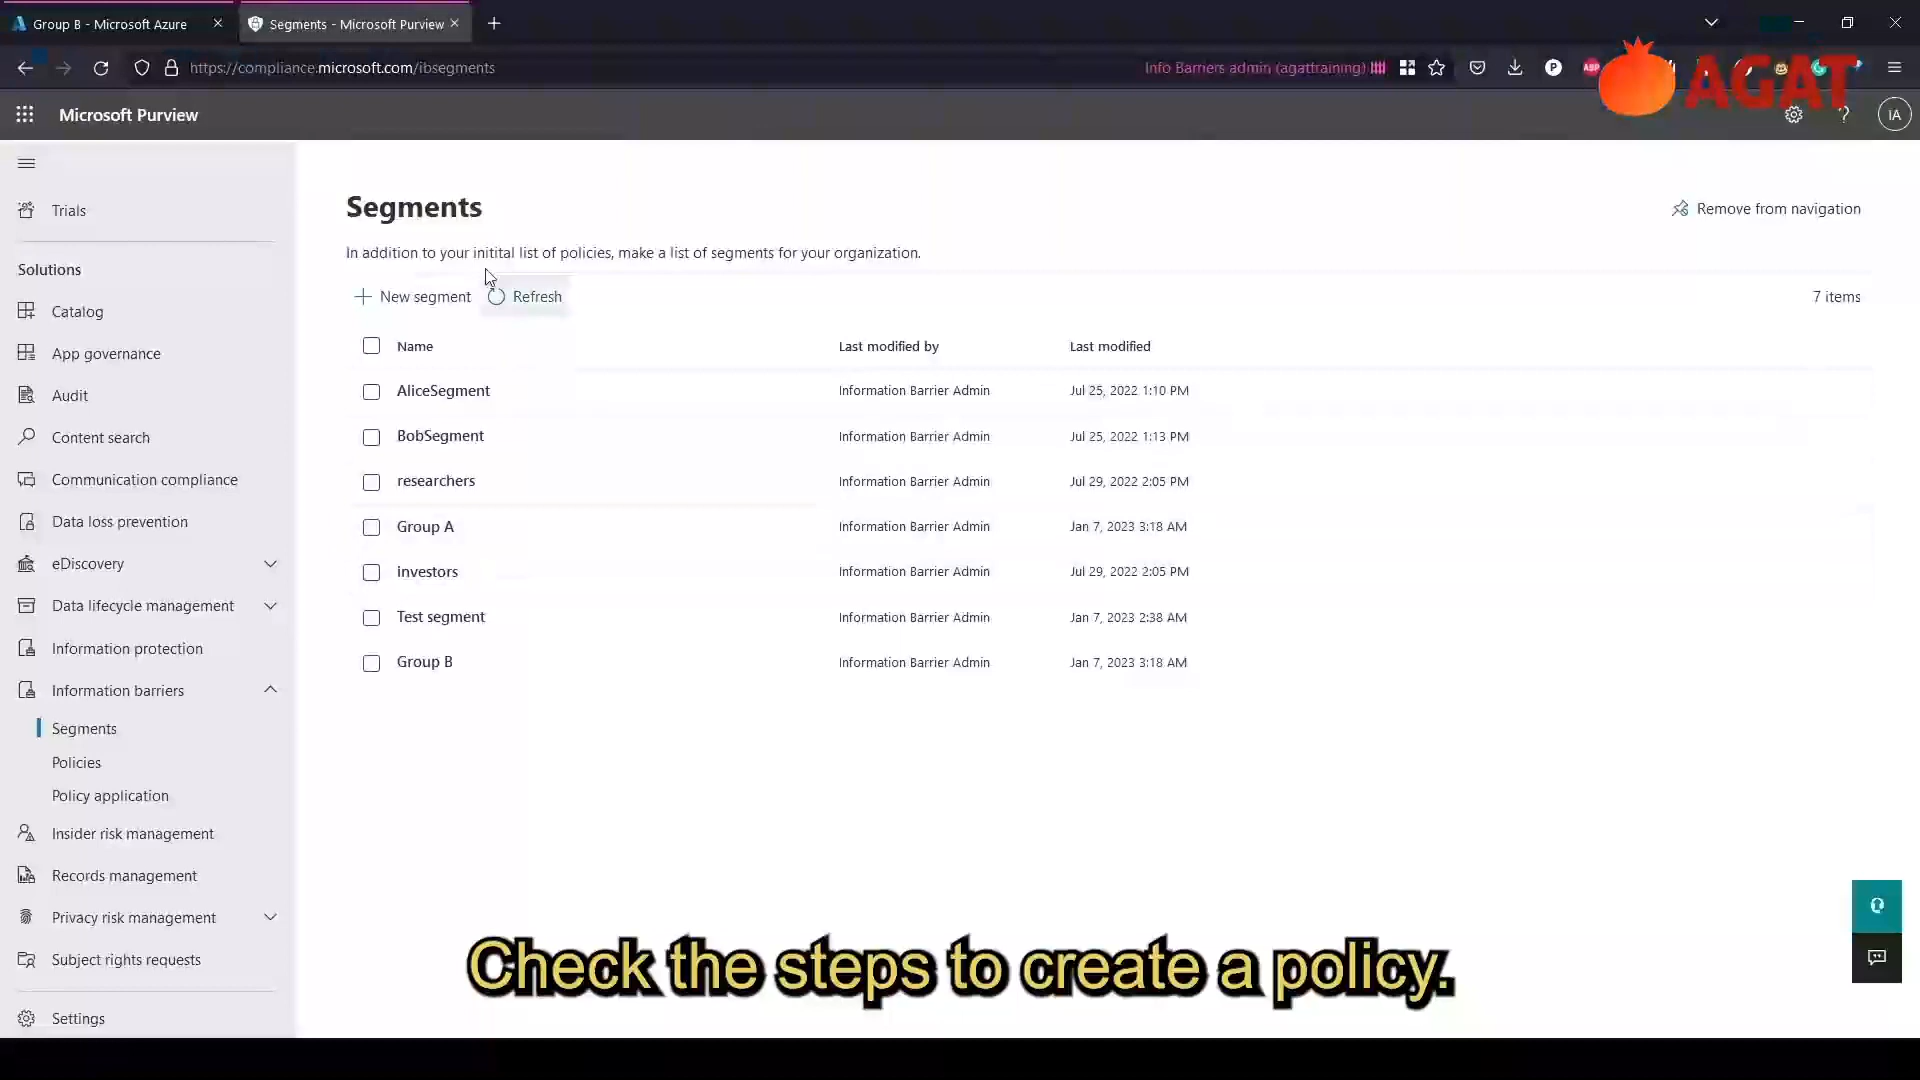 Group B - Microsoft Azure
Segments - Microsoft Purview
https://compliance.microsoft.com/ibsegments
Info Barriers admin (agattraining)
P
ABP
AGAT
Microsoft Purview
?
IA
Trials
Solutions
Catalog
App governance
Audit
Content search
Communication compliance
Data loss prevention
eDiscovery
Data lifecycle management
Information protection
Information barriers
Segments
Policies
Policy application
Insider risk management
Records management
Privacy risk management
Subject rights requests
Settings
Segments
Remove from navigation
In addition to your initital list of policies, make a list of segments for your organization.
New segment
Refresh
7 items
Name Last modified by Last modified
AliceSegment Information Barrier Admin Jul 25, 2022 1:10 PM
BobSegment Information Barrier Admin Jul 25, 2022 1:13 PM
researchers Information Barrier Admin Jul 29, 2022 2:05 PM
Group A Information Barrier Admin Jan 7, 2023 3:18 AM
investors Information Barrier Admin Jul 29, 2022 2:05 PM
Test segment Information Barrier Admin Jan 7, 2023 2:38 AM
Group B Information Barrier Admin Jan 7, 2023 3:18 AM
Check the steps to create a policy.